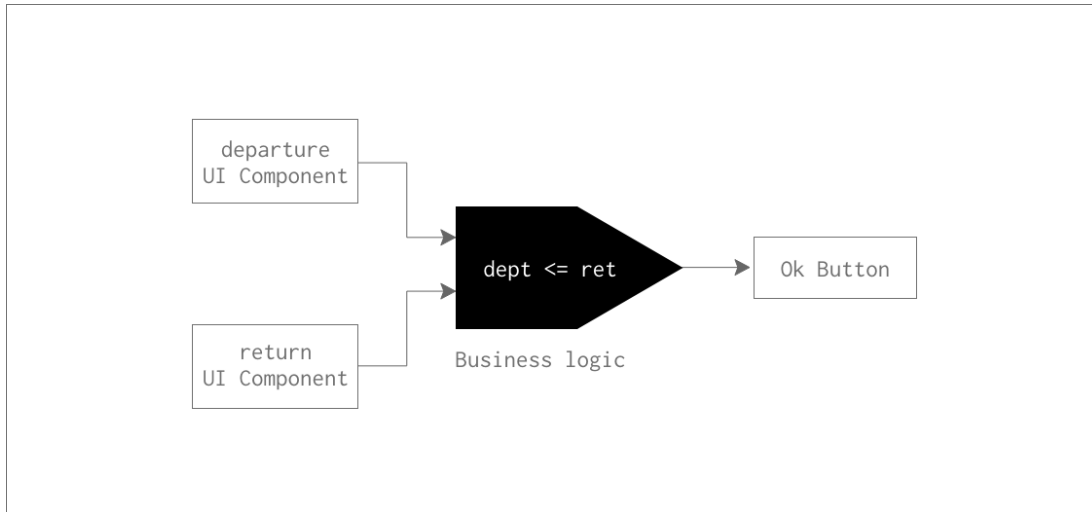 departure
UI Component
dept <= ret
Ok Button
return
UI Component
Business logic